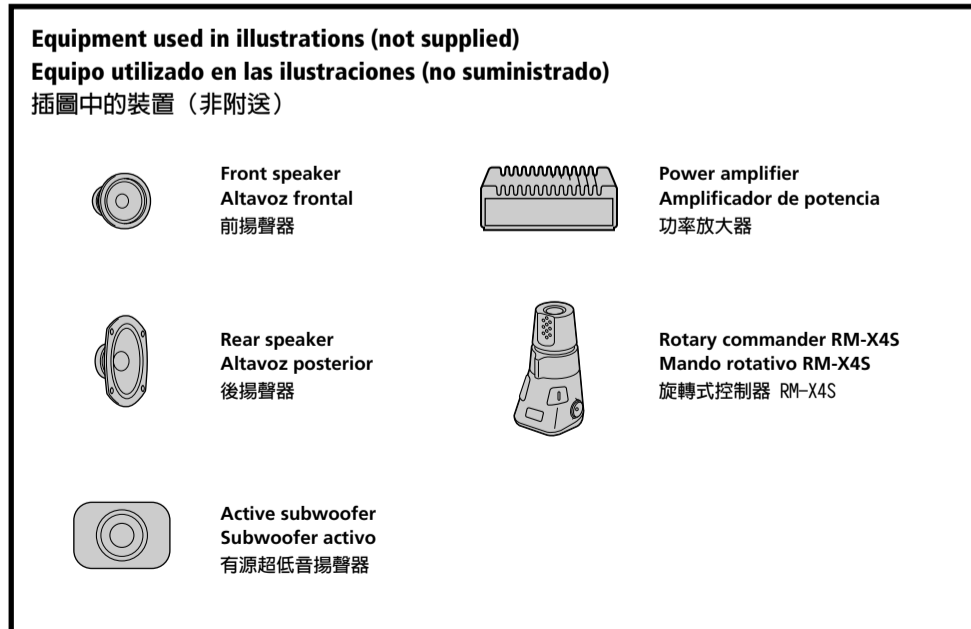 Equipment used in illustrations (not supplied)
Equipo utilizado en las ilustraciones (no suministrado)
插圖中的裝置（非附送）
Front speaker
Altavoz frontal
前揚聲器
Power amplifier
Amplificador de potencia
功率放大器
Rear speaker
Altavoz posterior
後揚聲器
Rotary commander RM-X4S
Mando rotativo RM-X4S
旋轉式控制器 RM-X4S
Active subwoofer
Subwoofer activo
有源超低音揚聲器